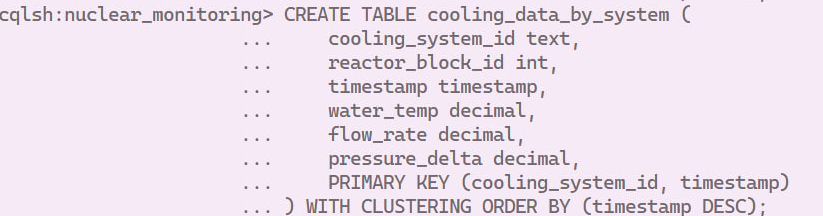 cqlsh:nuclear_monitoring> CREATE TABLE cooling_data_by_system (
... cooling_system_id text,
... reactor_block_id int,
... timestamp timestamp,
... water_temp decimal,
... flow_rate decimal,
... pressure_delta decimal,
... PRIMARY KEY (cooling_system_id, timestamp)
... ) WITH CLUSTERING ORDER BY (timestamp DESC);